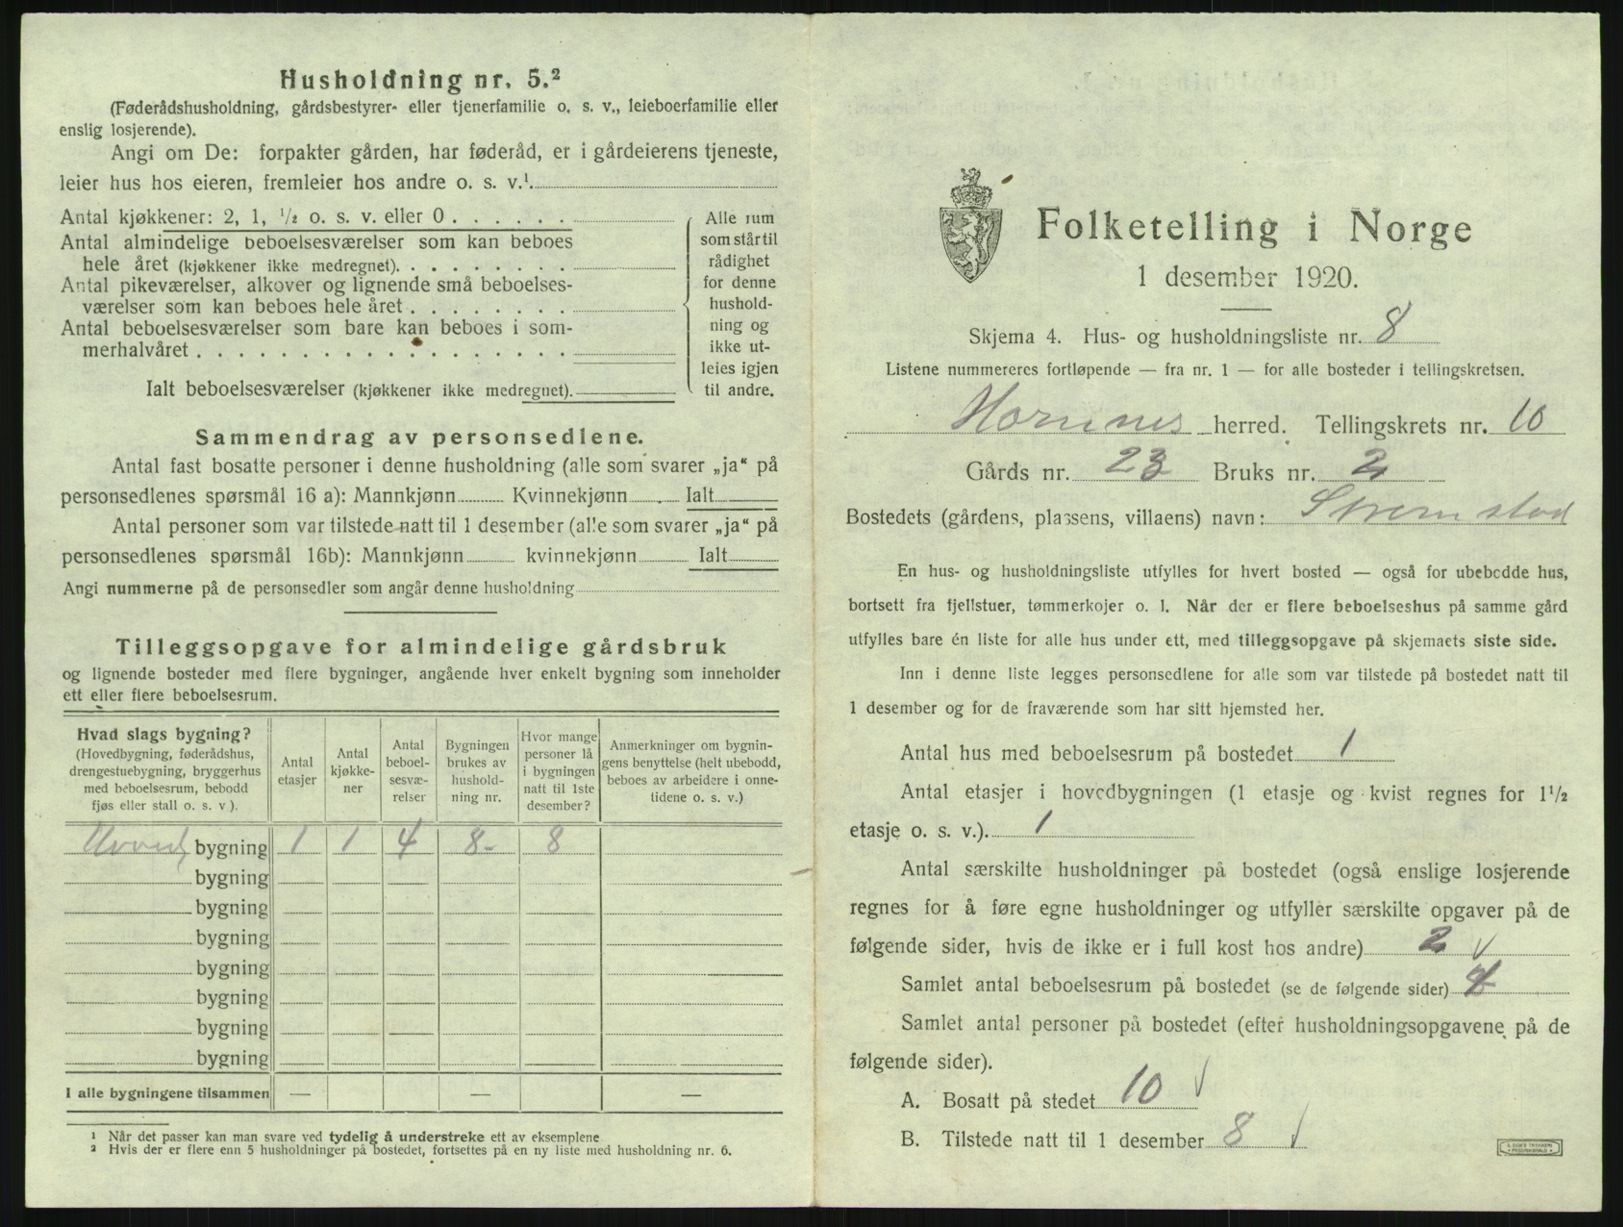 Husholdning nr. 5.²
(Føderådshusholdning, gårdsbestyrer- eller tjenerfamilie o. s. v., leieboerfamilie eller
enslig losjerende).
Angi om De: forpakter gården, har føderåd, er i gårdeierens tjeneste,
leier hus hos eieren, fremleier hos andre o. s. v.¹
Antal kjøkkener: 2, 1, ½ o. s. v. eller 0 . . . . . .
Antal almindelige beboelsesværelser som kan beboes
hele året (kjøkkener ikke medregnet). . . . . . . . .
Antal pikeværelser, alkover og lignende små beboelses-
værelser som kan beboes hele året . . . . . . . .
Antal beboelsesværelser som bare kan beboes i som-
merhalvåret . . . . . . . . . . . . . . . . . .
Ialt beboelsesværelser (kjøkkener ikke medregnet).
Alle rum
som står til
rådighet
for denne
hushold-
ning og
ikke ut-
leies igjen
til andre.
Sammendrag av personsedlene.
Antal fast bosatte personer i denne husholdning (alle som svarer „ja“ på
personsedlenes spørsmål 16 a): Mannkjønn Kvinnekjønn Ialt
Antal personer som var tilstede natt til 1 desember (alle som svarer „ja“ på
personsedlenes spørsmål 16b): Mannkjønn kvinnekjønn Ialt
Angi nummerne på de personsedler som angår denne husholdning
Tilleggsopgave for almindelige gårdsbruk
og lignende bosteder med flere bygninger, angående hver enkelt bygning som inneholder
ett eller flere beboelsesrum.
Hvad slags bygning?
(Hovedbygning, føderådshus,
drengestuebygning, bryggerhus
med beboelsesrum, bebodd
fjøs eller stall o. s. v ).
Antal
etasjer
Antal
kjøkke-
ner
Antal
beboel-
sesvæ-
relser
Bygningen
brukes av
hushold-
ning nr.
Hvor mange
personer lå
i bygningen
natt til 1ste
desember?
Anmerkninger om bygnin-
gens benyttelse (helt ubebodd,
beboes av arbeidere i onne-
tidene o. s. v.)
bygning 1 1 4 8 8
bygning
bygning
bygning
bygning
bygning
bygning
bygning
I alle bygningene tilsammen — — —
¹ Når det passer kan man svare ved tydelig å understreke ett av eksemplene
² Hvis der er flere enn 5 husholdninger på bostedet, fortsettes på en ny liste med husholdning nr. 6.
Folketelling i Norge
1 desember 1920.
Skjema 4. Hus- og husholdningsliste nr. 8
Listene nummereres fortløpende — fra nr. 1 — for alle bosteder i tellingskretsen.
Hornnes herred. Tellingskrets nr. 10
Gårds nr. 23 Bruks nr. 2
Bostedets (gårdens, plassens, villaens) navn:
En hus- og husholdningsliste utfylles for hvert bosted — også for ubebodde hus,
bortsett fra fjellstuer, tømmerkojer o. l. Når der er flere beboelseshus på samme gård
utfylles bare én liste for alle hus under ett, med tilleggsopgave på skjemaets siste side.
Inn i denne liste legges personsedlene for alle som var tilstede på bostedet natt til
1 desember og for de fraværende som har sitt hjemsted her.
Antal hus med beboelsesrum på bostedet 1
Antal etasjer i hovedbygningen (1 etasje og kvist regnes for 1½
etasje o. s. v.). 1
Antal særskilte husholdninger på bostedet (også enslige losjerende
regnes for å føre egne husholdninger og utfyller særskilte opgaver på de
følgende sider, hvis de ikke er i full kost hos andre) 2 √
Samlet antal beboelsesrum på bostedet (se de følgende sider) 4
Samlet antal personer på bostedet (efter husholdningsopgavene på de
følgende sider).
A. Bosatt på stedet 10 √
B. Tilstede natt til 1 desember 8 √